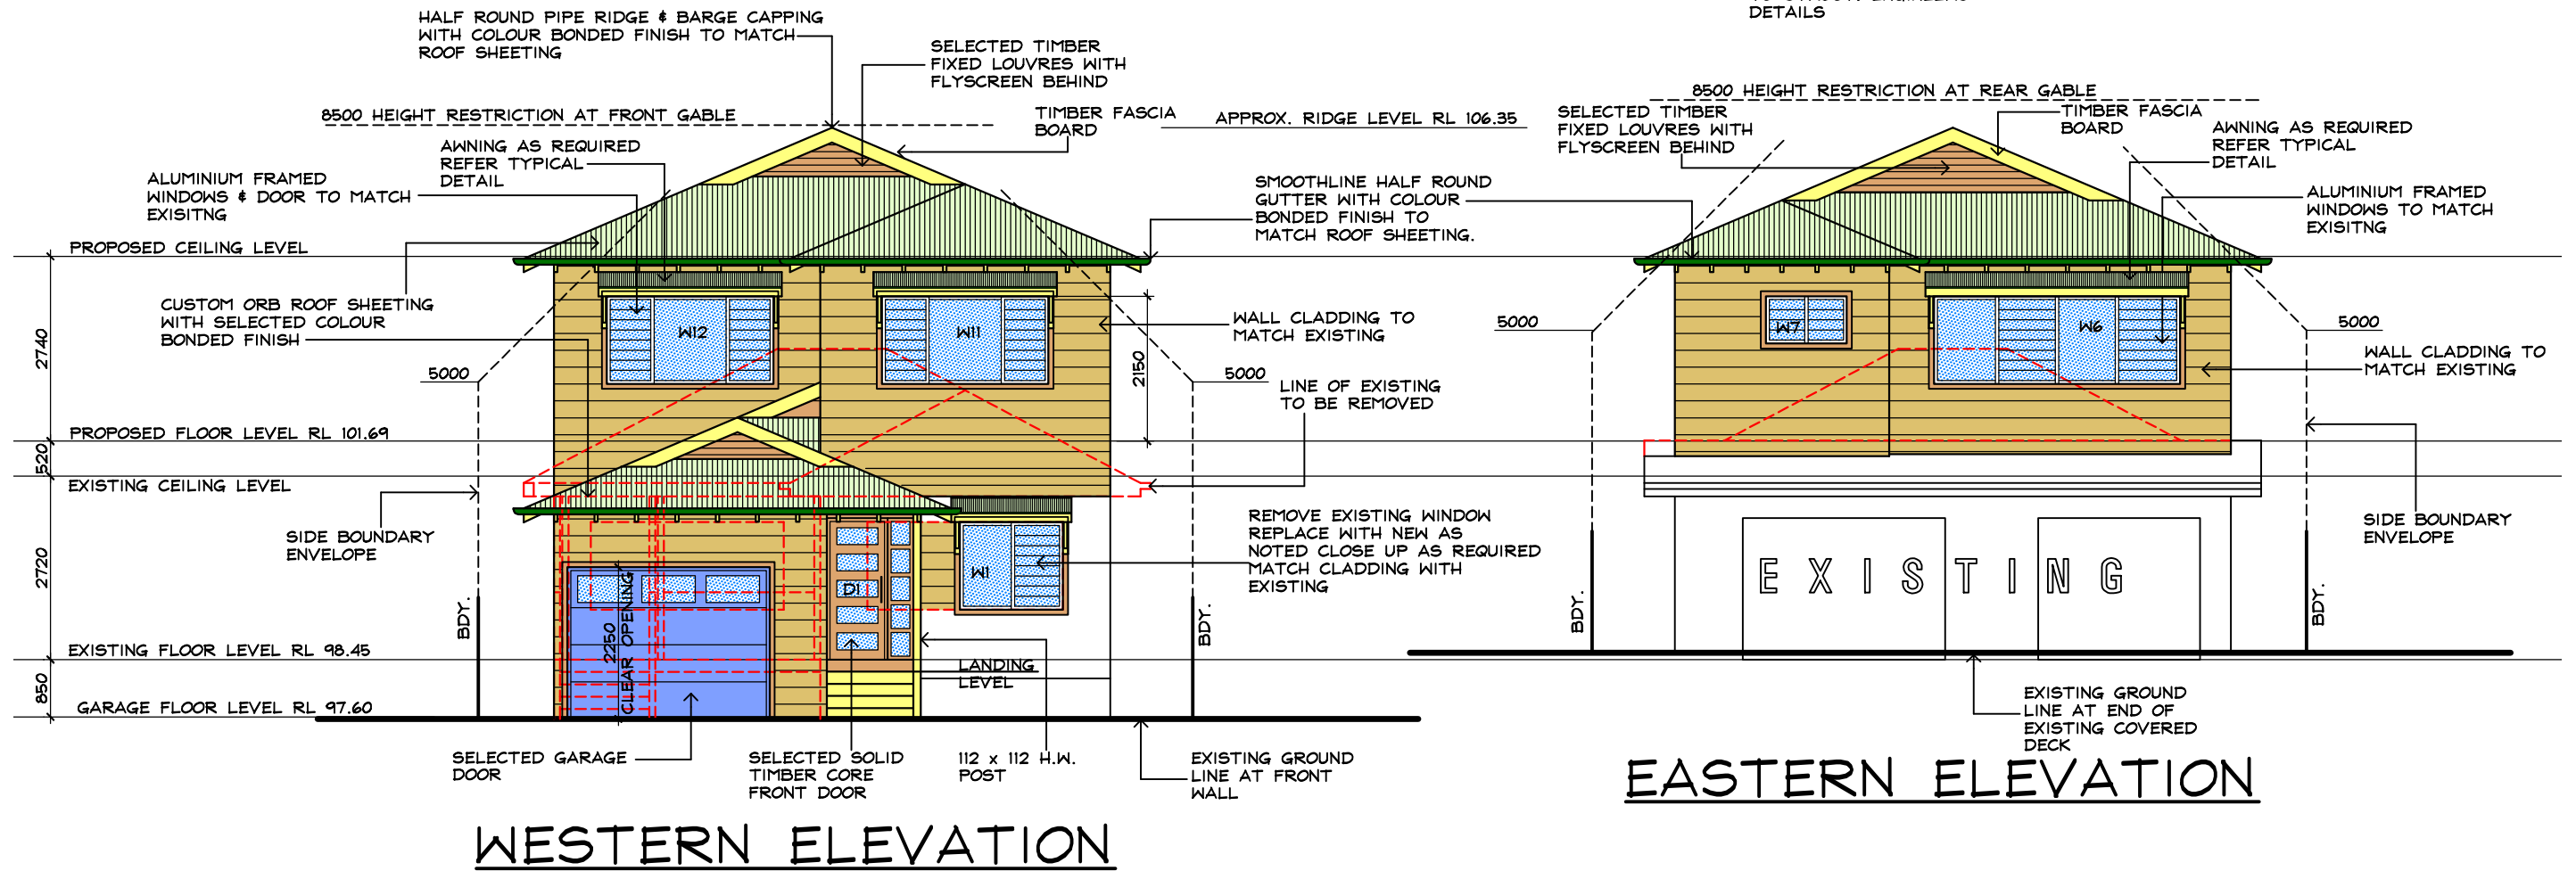 HALF ROUND PIPE RIDGE & BARGE CAPPING
WITH COLOUR BONDED FINISH TO MATCH
ROOF SHEETING
SELECTED TIMBER
FIXED LOUVRES WITH
FLYSCREEN BEHIND
8500 HEIGHT RESTRICTION AT FRONT GABLE
TIMBER FASCIA
BOARD
APPROX. RIDGE LEVEL RL 106.35
AWNING AS REQUIRED
REFER TYPICAL
DETAIL
ALUMINIUM FRAMED
WINDOWS & DOOR TO MATCH
EXISITNG
SMOOTHLINE HALF ROUND
GUTTER WITH COLOUR
BONDED FINISH TO
MATCH ROOF SHEETING.
PROPOSED CEILING LEVEL
CUSTOM ORB ROOF SHEETING
WITH SELECTED COLOUR
BONDED FINISH
W12
W11
WALL CLADDING TO
MATCH EXISTING
2740
2150
5000
5000
LINE OF EXISTING
TO BE REMOVED
PROPOSED FLOOR LEVEL RL 101.69
520
EXISTING CEILING LEVEL
SIDE BOUNDARY
ENVELOPE
REMOVE EXISTING WINDOW
REPLACE WITH NEW AS
NOTED CLOSE UP AS REQUIRED
MATCH CLADDING WITH
EXISTING
2720
W1
D1
2250
CLEAR OPENING
BDY.
BDY.
EXISTING FLOOR LEVEL RL 98.45
LANDING
LEVEL
850
GARAGE FLOOR LEVEL RL 97.60
SELECTED GARAGE
DOOR
SELECTED SOLID
TIMBER CORE
FRONT DOOR
112 x 112 H.W.
POST
EXISTING GROUND
LINE AT FRONT
WALL
WESTERN ELEVATION
DETAILS
8500 HEIGHT RESTRICTION AT REAR GABLE
SELECTED TIMBER
FIXED LOUVRES WITH
FLYSCREEN BEHIND
TIMBER FASCIA
BOARD
AWNING AS REQUIRED
REFER TYPICAL
DETAIL
ALUMINIUM FRAMED
WINDOWS TO MATCH
EXISITNG
5000
W7
W6
5000
WALL CLADDING TO
MATCH EXISTING
SIDE BOUNDARY
ENVELOPE
EXISTING
BDY.
BDY.
EXISTING GROUND
LINE AT END OF
EXISTING COVERED
DECK
EASTERN ELEVATION